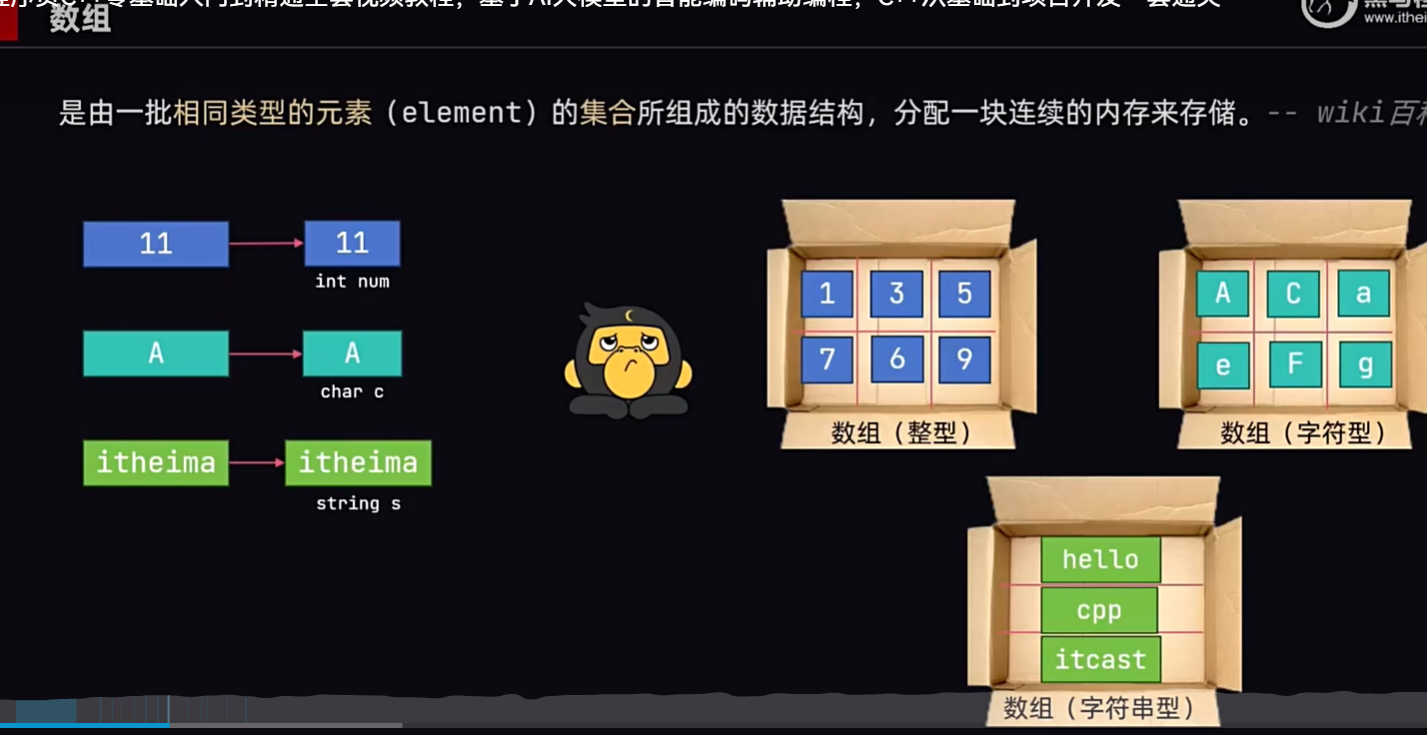 程序员C++零基础入门到精通全套视频教程，基于AI大模型的智能编码辅助编程，C++从基础到项目开发一套通关
数组
www.ithei
是由一批相同类型的元素（element）的集合所组成的数据结构，分配一块连续的内存来存储。-- wiki百科
11 11
int num
A A
char c
itheima itheima
string s
1 3 5
7 6 9
数组（整型）
A C a
e F g
数组（字符型）
hello
cpp
itcast
数组（字符串型）